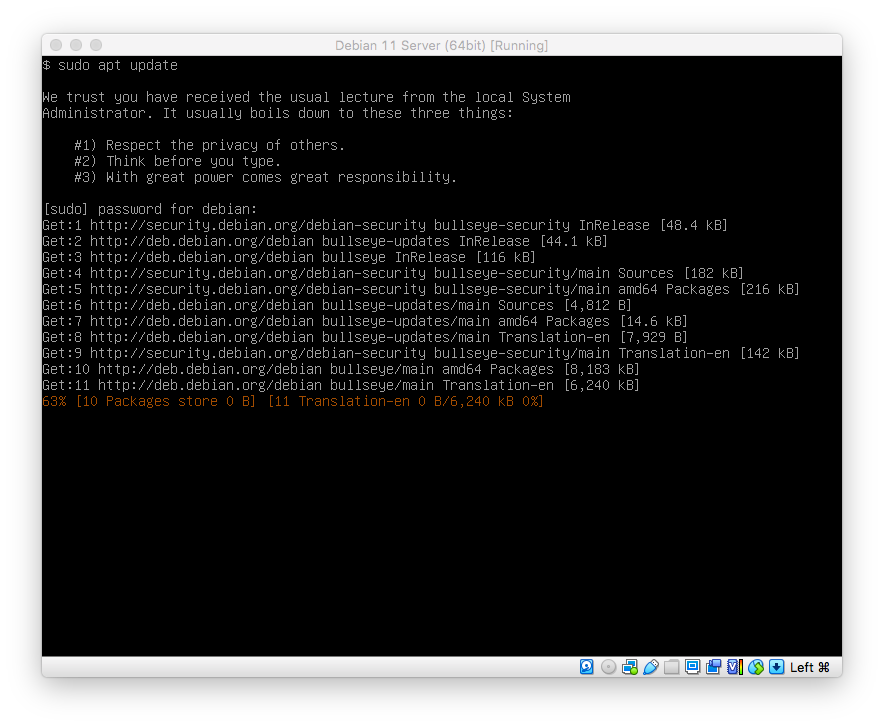 Debian 11 Server (64bit) [Running]
$ sudo apt update
We trust you have received the usual lecture from the local System
Administrator. It usually boils down to these three things:
#1) Respect the privacy of others.
#2) Think before you type.
#3) With great power comes great responsibility.
[sudo] password for debian:
Get:1 http://security.debian.org/debian-security bullseye-security InRelease [48.4 kB]
Get:2 http://deb.debian.org/debian bullseye-updates InRelease [44.1 kB]
Get:3 http://deb.debian.org/debian bullseye InRelease [116 kB]
Get:4 http://security.debian.org/debian-security bullseye-security/main Sources [182 kB]
Get:5 http://security.debian.org/debian-security bullseye-security/main amd64 Packages [216 kB]
Get:6 http://deb.debian.org/debian bullseye-updates/main Sources [4,812 B]
Get:7 http://deb.debian.org/debian bullseye-updates/main amd64 Packages [14.6 kB]
Get:8 http://deb.debian.org/debian bullseye-updates/main Translation-en [7,929 B]
Get:9 http://security.debian.org/debian-security bullseye-security/main Translation-en [142 kB]
Get:10 http://deb.debian.org/debian bullseye/main amd64 Packages [8,183 kB]
Get:11 http://deb.debian.org/debian bullseye/main Translation-en [6,240 kB]
63% [10 Packages store 0 B] [11 Translation-en 0 B/6,240 kB 0%]
Left ⌘